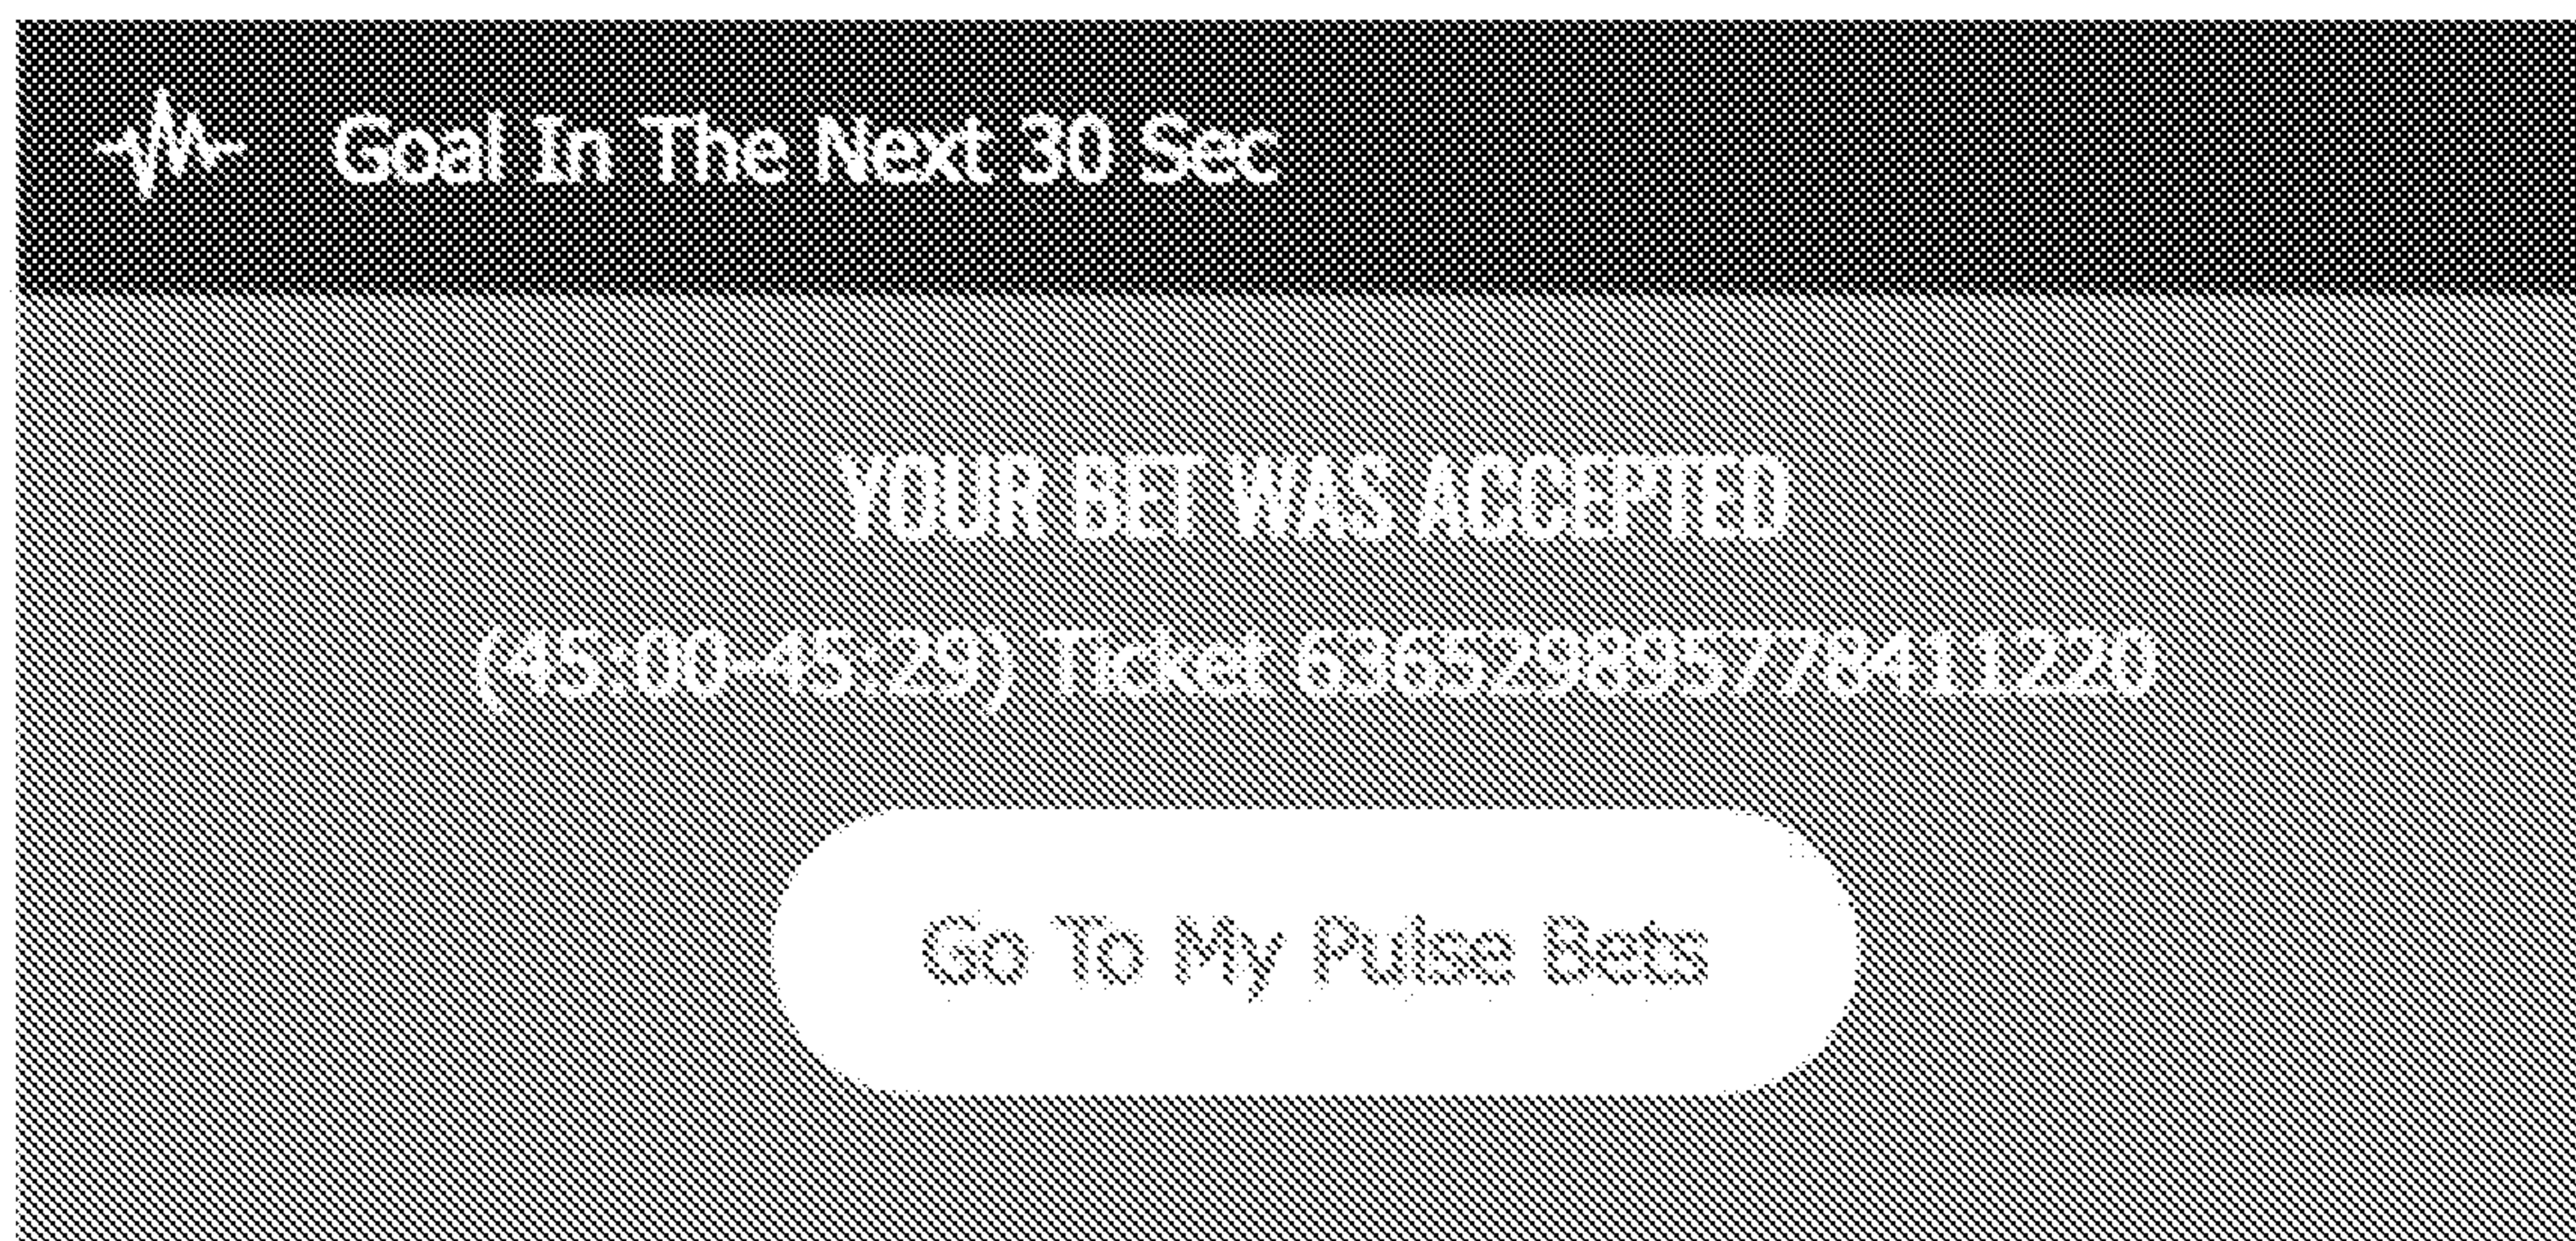 Goal In The Next 30 Sec
YOUR BET WAS ACCEPTED
(45:00-45:29) Ticket 636529895778411220
Go To My Pulse Bets